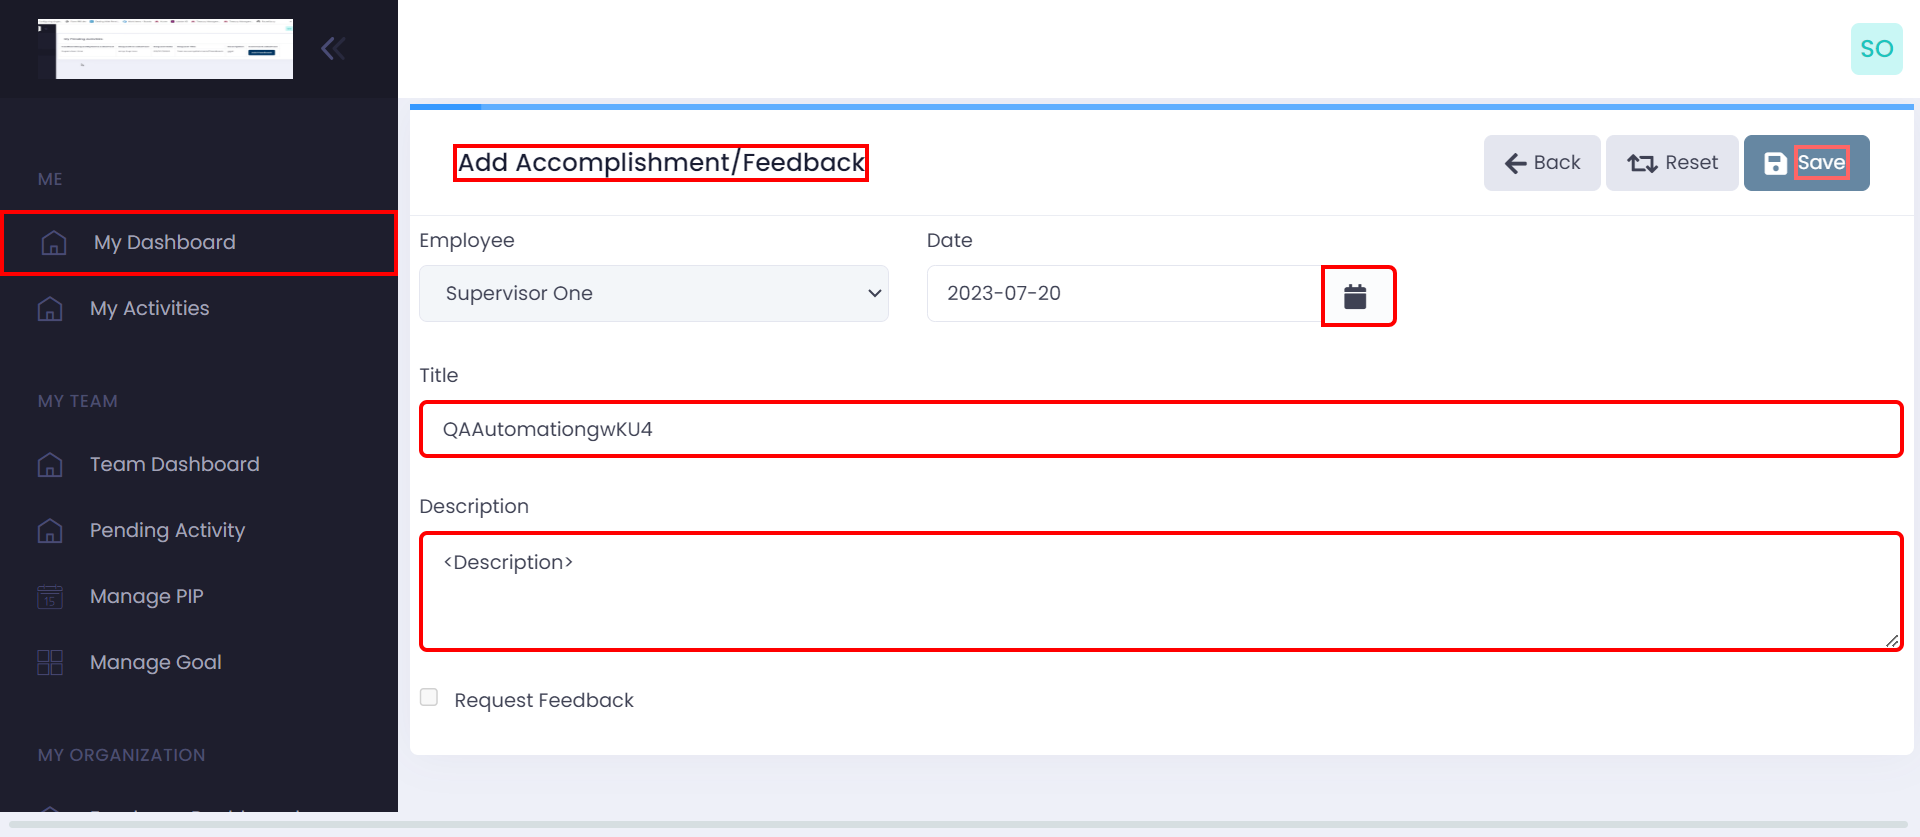 SO
ME
My Dashboard
My Activities
MY TEAM
Team Dashboard
Pending Activity
Manage PIP
15
Manage Goal
MY ORGANIZATION
Add Accomplishment/Feedback
Back
Reset
Save
Employee
Date
Supervisor One
2023-07-20
Title
QAAutomationgwKU4
Description
<Description>
Request Feedback